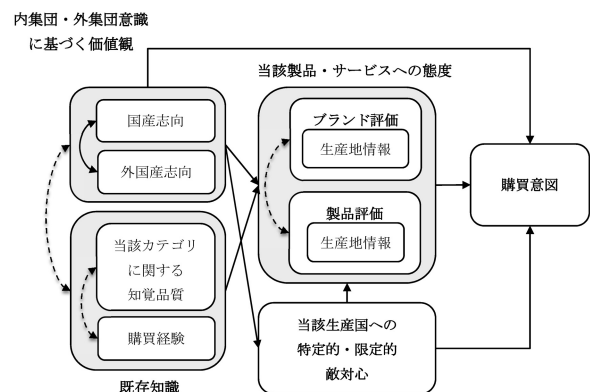 内集団・外集団意識
に基づく価値観
国産志向
外国産志向
当該カテゴリ
に関する
知覚品質
購買経験
既存知識
当該製品・サービスへの態度
ブランド評価
生産地情報
製品評価
生産地情報
当該生産国への
特定的・限定的
敵対心
購買意図